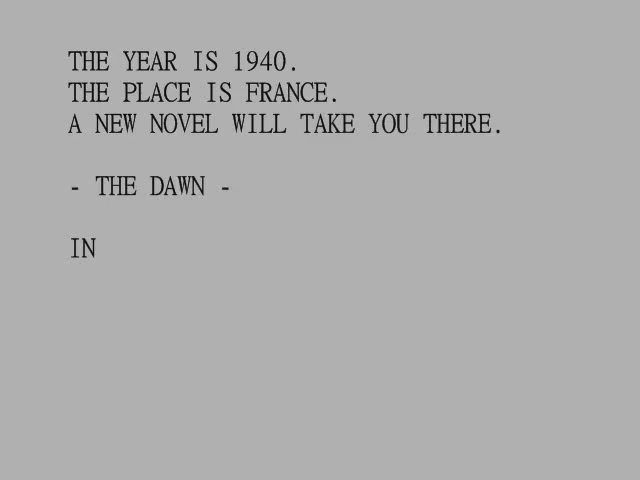 THE YEAR IS 1940.
THE PLACE IS FRANCE.
A NEW NOVEL WILL TAKE YOU THERE.
- THE DAWN -
IN